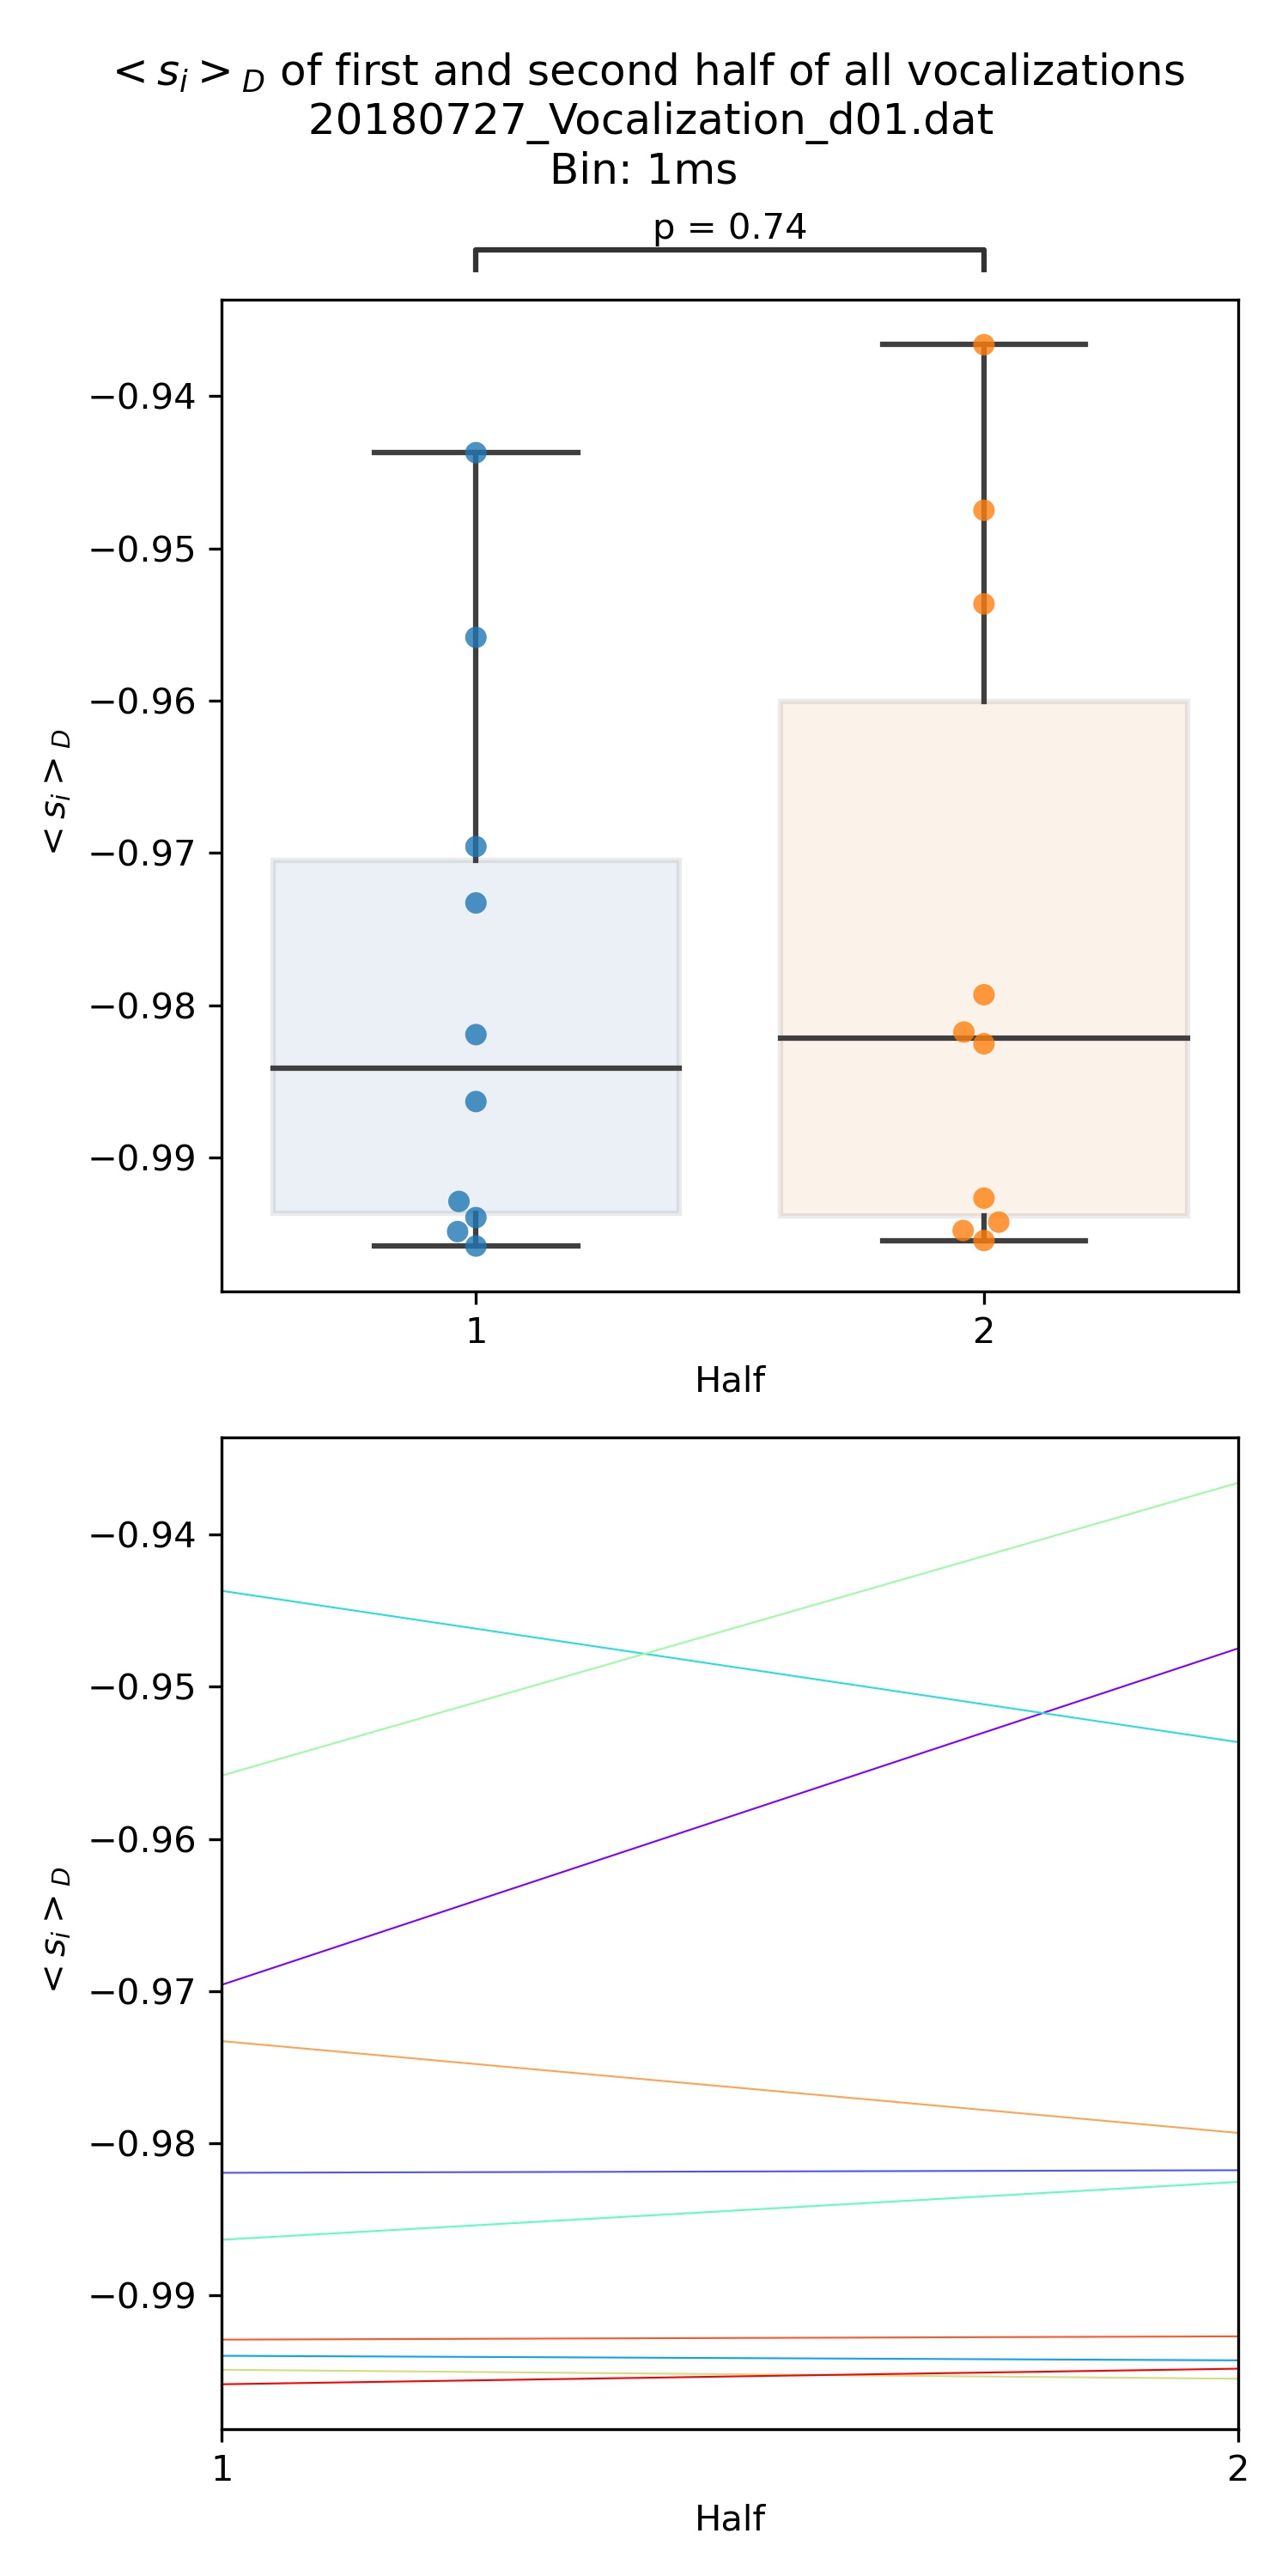 < s_i >_D of first and second half of all vocalizations
20180727_Vocalization_d01.dat
Bin: 1ms
p = 0.74
−0.94
−0.95
−0.96
−0.97
−0.98
−0.99
< s_i >_D
1
2
Half
−0.94
−0.95
−0.96
−0.97
−0.98
−0.99
< s_i >_D
1
2
Half